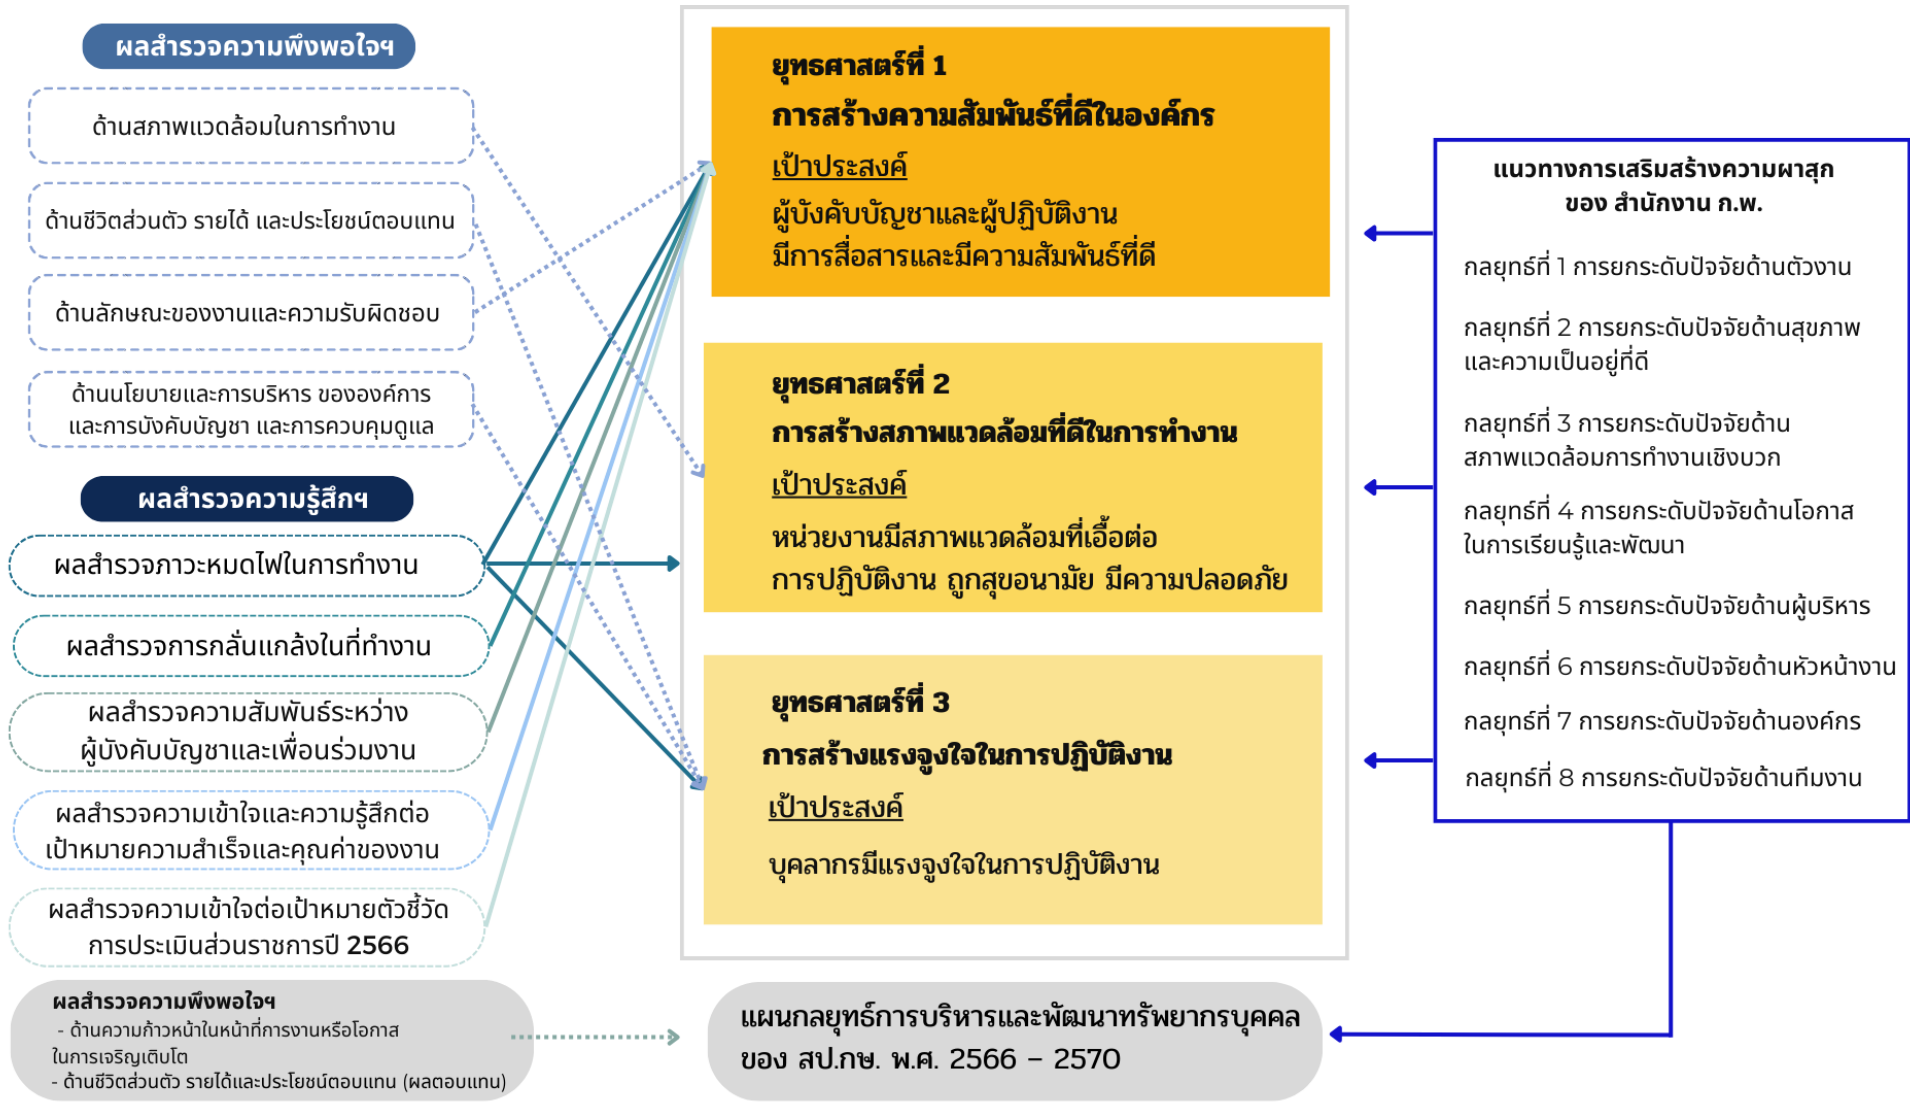 ผลสำรวจความพึงพอใจฯ
ด้านสภาพแวดล้อมในการทำงาน
ด้านชีวิตส่วนตัว รายได้ และประโยชน์ตอบแทน
ด้านลักษณะของงานและความรับผิดชอบ
ด้านนโยบายและการบริหาร ขององค์การ
และการบังคับบัญชา และการควบคุมดูแล
ผลสำรวจความรู้สึกฯ
ผลสำรวจภาวะหมดไฟในการทำงาน
ผลสำรวจการกลั่นแกล้งในที่ทำงาน
ผลสำรวจความสัมพันธ์ระหว่าง
ผู้บังคับบัญชาและเพื่อนร่วมงาน
ผลสำรวจความเข้าใจและความรู้สึกต่อ
เป้าหมายความสำเร็จและคุณค่าของงาน
ผลสำรวจความเข้าใจต่อเป้าหมายตัวชี้วัด
การประเมินส่วนราชการปี 2566
ผลสำรวจความพึงพอใจฯ
- ด้านความก้าวหน้าในหน้าที่การงานหรือโอกาส
ในการเจริญเติบโต
- ด้านชีวิตส่วนตัว รายได้และประโยชน์ตอบแทน (ผลตอบแทน)
ยุทธศาสตร์ที่ 1
การสร้างความสัมพันธ์ที่ดีในองค์กร
เป้าประสงค์
ผู้บังคับบัญชาและผู้ปฏิบัติงาน
มีการสื่อสารและมีความสัมพันธ์ที่ดี
ยุทธศาสตร์ที่ 2
การสร้างสภาพแวดล้อมที่ดีในการทำงาน
เป้าประสงค์
หน่วยงานมีสภาพแวดล้อมที่เอื้อต่อ
การปฏิบัติงาน ถูกสุขอนามัย มีความปลอดภัย
ยุทธศาสตร์ที่ 3
การสร้างแรงจูงใจในการปฏิบัติงาน
เป้าประสงค์
บุคลากรมีแรงจูงใจในการปฏิบัติงาน
แผนกลยุทธ์การบริหารและพัฒนาทรัพยากรบุคคล
ของ สป.กษ. พ.ศ. 2566 – 2570
แนวทางการเสริมสร้างความผาสุก
ของ สำนักงาน ก.พ.
กลยุทธ์ที่ 1 การยกระดับปัจจัยด้านตัวงาน
กลยุทธ์ที่ 2 การยกระดับปัจจัยด้านสุขภาพ
และความเป็นอยู่ที่ดี
กลยุทธ์ที่ 3 การยกระดับปัจจัยด้าน
สภาพแวดล้อมการทำงานเชิงบวก
กลยุทธ์ที่ 4 การยกระดับปัจจัยด้านโอกาส
ในการเรียนรู้และพัฒนา
กลยุทธ์ที่ 5 การยกระดับปัจจัยด้านผู้บริหาร
กลยุทธ์ที่ 6 การยกระดับปัจจัยด้านหัวหน้างาน
กลยุทธ์ที่ 7 การยกระดับปัจจัยด้านองค์กร
กลยุทธ์ที่ 8 การยกระดับปัจจัยด้านทีมงาน